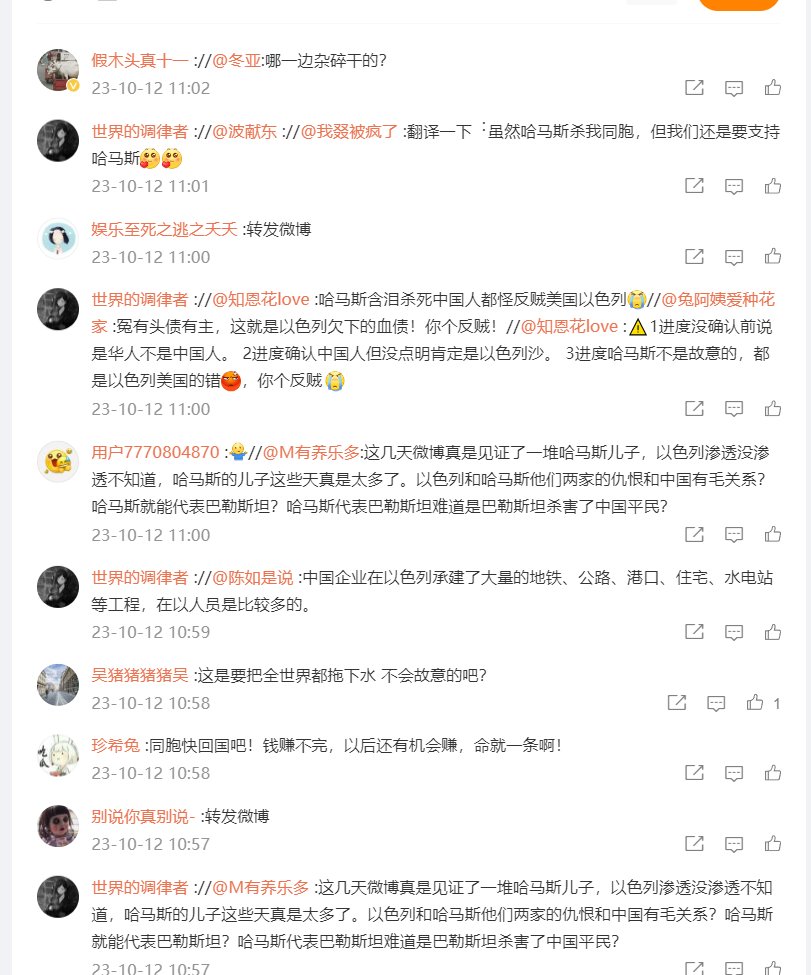 假木头真十一 ://@冬亚:哪一边杂碎干的?
23-10-12 11:02
世界的调律者 ://@波献东 ://@我叕被疯了 :翻译一下︓虽然哈马斯杀我同胞，但我们还是要支持
哈马斯
23-10-12 11:01
娱乐至死之逃之夭夭 :转发微博
23-10-12 11:00
世界的调律者 ://@知恩花love :哈马斯含泪杀死中国人都怪反贼美国以色列//@兔阿姨爱种花
家 :冤有头债有主，这就是以色列欠下的血债！你个反贼！//@知恩花love :⚠1进度没确认前说
是华人不是中国人。 2进度确认中国人但没点明肯定是以色列沙。 3进度哈马斯不是故意的，都
是以色列美国的错，你个反贼
23-10-12 11:00
用户7770804870 ://@M有养乐多:这几天微博真是见证了一堆哈马斯儿子，以色列渗透没渗
透不知道，哈马斯的儿子这些天真是太多了。以色列和哈马斯他们两家的仇恨和中国有毛关系？
哈马斯就能代表巴勒斯坦？哈马斯代表巴勒斯坦难道是巴勒斯坦杀害了中国平民？
23-10-12 11:00
世界的调律者 ://@陈如是说 :中国企业在以色列承建了大量的地铁、公路、港口、住宅、水电站
等工程，在以人员是比较多的。
23-10-12 10:59
吴猪猪猪猪吴 :这是要把全世界都拖下水 不会故意的吧？
23-10-12 10:58
1
珍希兔 :同胞快回国吧！钱赚不完，以后还有机会赚，命就一条啊！
23-10-12 10:58
别说你真别说- :转发微博
23-10-12 10:57
世界的调律者 ://@M有养乐多 :这几天微博真是见证了一堆哈马斯儿子，以色列渗透没渗透不知
道，哈马斯的儿子这些天真是太多了。以色列和哈马斯他们两家的仇恨和中国有毛关系？哈马斯
就能代表巴勒斯坦？哈马斯代表巴勒斯坦难道是巴勒斯坦杀害了中国平民？
23-10-12 10:57